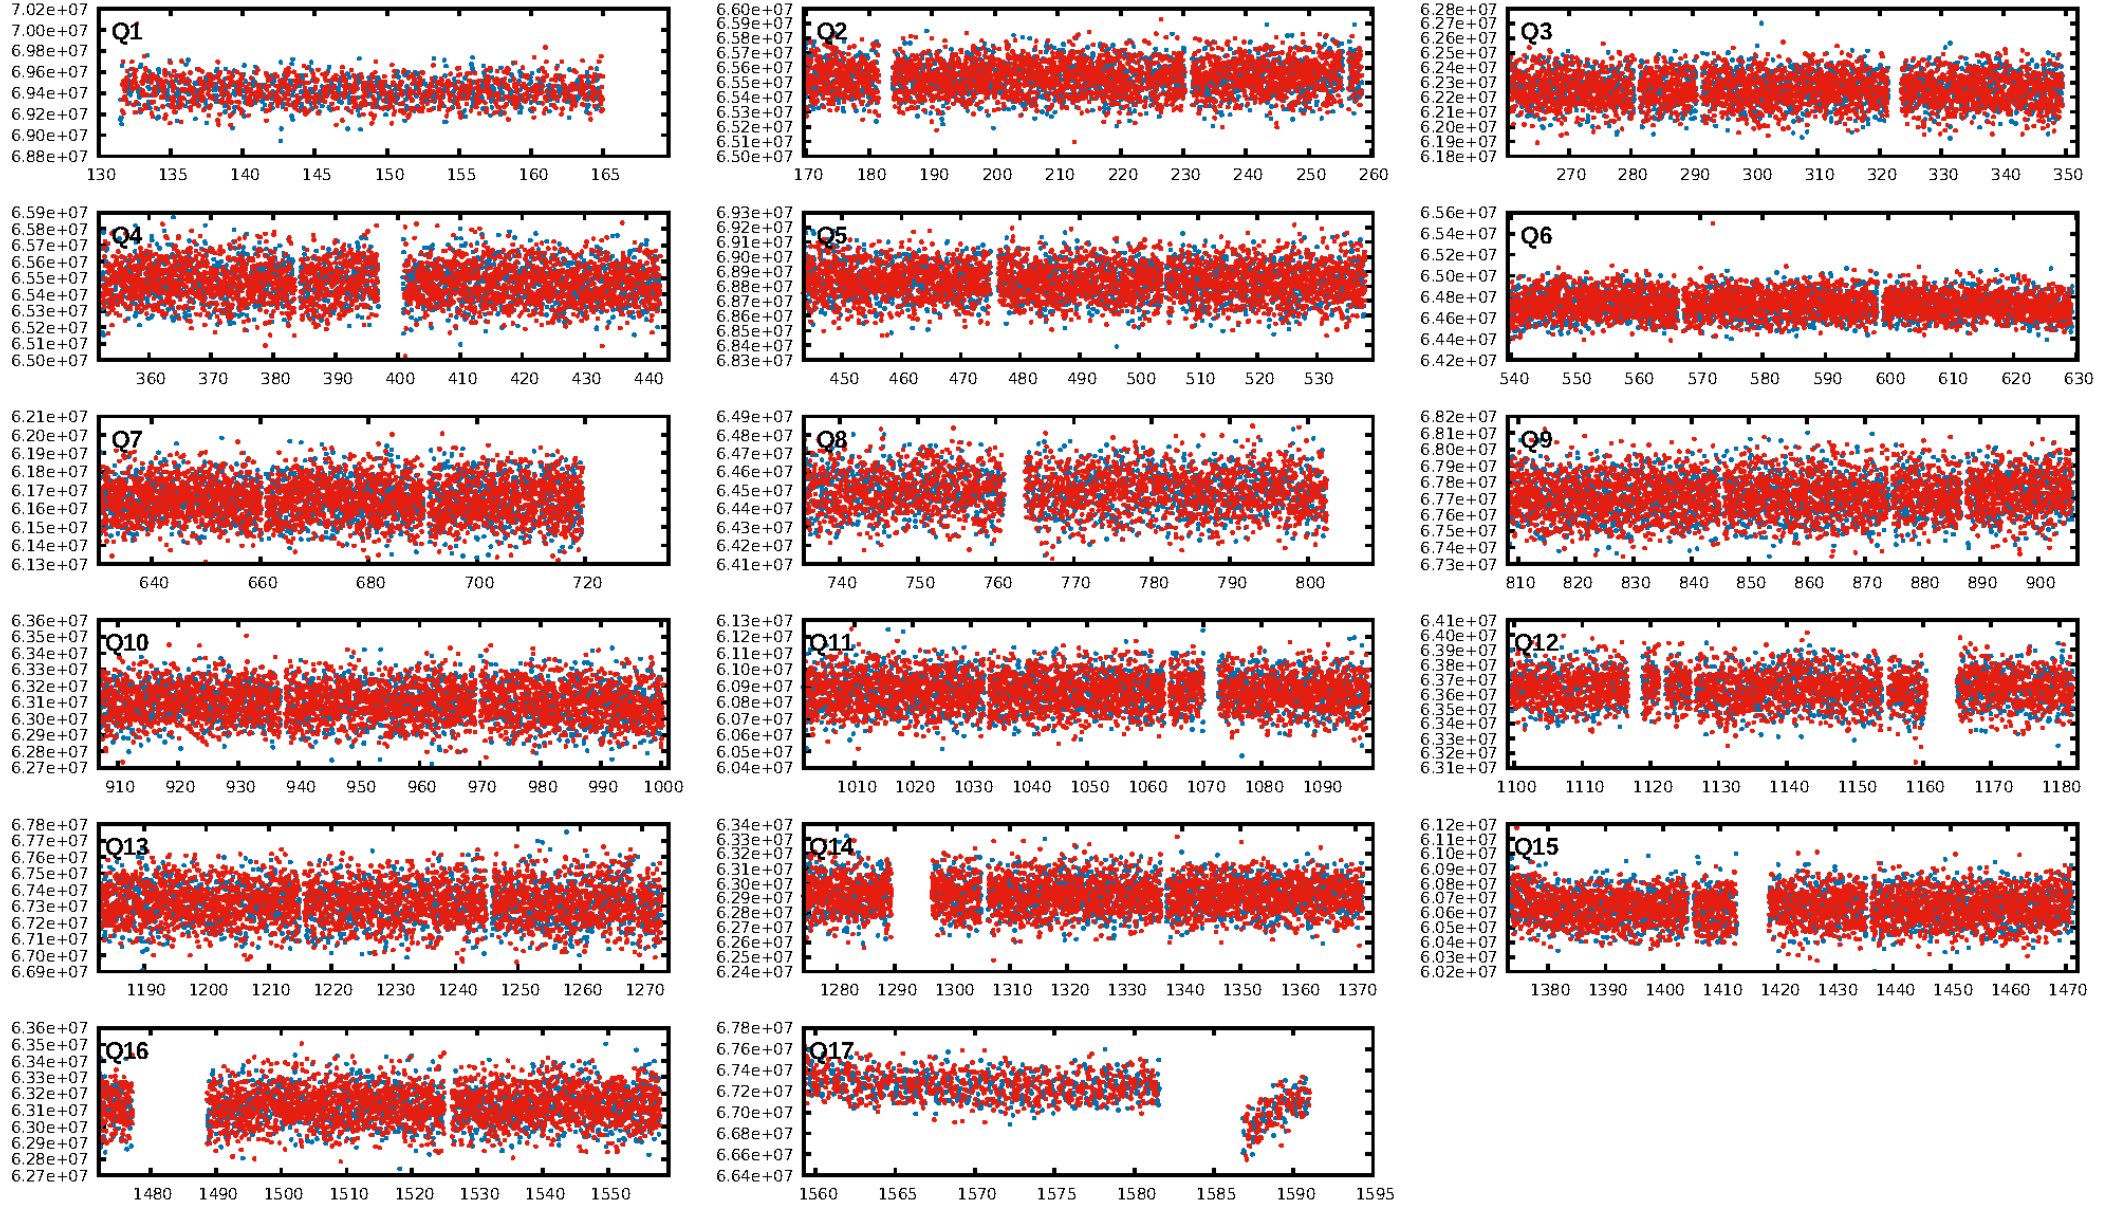 Q1
7.02e+07
7.00e+07
6.98e+07
6.96e+07
6.94e+07
6.92e+07
6.90e+07
6.88e+07
130 135 140 145 150 155 160 165
Q2
6.60e+07
6.59e+07
6.58e+07
6.57e+07
6.56e+07
6.55e+07
6.54e+07
6.53e+07
6.52e+07
6.51e+07
6.50e+07
170 180 190 200 210 220 230 240 250 260
Q3
6.28e+07
6.27e+07
6.26e+07
6.25e+07
6.24e+07
6.23e+07
6.22e+07
6.21e+07
6.20e+07
6.19e+07
6.18e+07
270 280 290 300 310 320 330 340 350
Q4
6.59e+07
6.58e+07
6.57e+07
6.56e+07
6.55e+07
6.54e+07
6.53e+07
6.52e+07
6.51e+07
6.50e+07
360 370 380 390 400 410 420 430 440
Q5
6.93e+07
6.92e+07
6.91e+07
6.90e+07
6.89e+07
6.88e+07
6.87e+07
6.86e+07
6.85e+07
6.84e+07
6.83e+07
450 460 470 480 490 500 510 520 530
Q6
6.56e+07
6.54e+07
6.52e+07
6.50e+07
6.48e+07
6.46e+07
6.44e+07
6.42e+07
540 550 560 570 580 590 600 610 620 630
Q7
6.21e+07
6.20e+07
6.19e+07
6.18e+07
6.17e+07
6.16e+07
6.15e+07
6.14e+07
6.13e+07
640 660 680 700 720
Q8
6.49e+07
6.48e+07
6.47e+07
6.46e+07
6.45e+07
6.44e+07
6.43e+07
6.42e+07
6.41e+07
740 750 760 770 780 790 800
Q9
6.82e+07
6.81e+07
6.80e+07
6.79e+07
6.78e+07
6.77e+07
6.76e+07
6.75e+07
6.74e+07
6.73e+07
810 820 830 840 850 860 870 880 890 900
Q10
6.36e+07
6.35e+07
6.34e+07
6.33e+07
6.32e+07
6.31e+07
6.30e+07
6.29e+07
6.28e+07
6.27e+07
910 920 930 940 950 960 970 980 990 1000
Q11
6.13e+07
6.12e+07
6.11e+07
6.10e+07
6.09e+07
6.08e+07
6.07e+07
6.06e+07
6.05e+07
6.04e+07
1010 1020 1030 1040 1050 1060 1070 1080 1090
Q12
6.41e+07
6.40e+07
6.39e+07
6.38e+07
6.37e+07
6.36e+07
6.35e+07
6.34e+07
6.33e+07
6.32e+07
6.31e+07
1100 1110 1120 1130 1140 1150 1160 1170 1180
Q13
6.78e+07
6.77e+07
6.76e+07
6.75e+07
6.74e+07
6.73e+07
6.72e+07
6.71e+07
6.70e+07
6.69e+07
1190 1200 1210 1220 1230 1240 1250 1260 1270
Q14
6.34e+07
6.33e+07
6.32e+07
6.31e+07
6.30e+07
6.29e+07
6.28e+07
6.27e+07
6.26e+07
6.25e+07
6.24e+07
1280 1290 1300 1310 1320 1330 1340 1350 1360 1370
Q15
6.12e+07
6.11e+07
6.10e+07
6.09e+07
6.08e+07
6.07e+07
6.06e+07
6.05e+07
6.04e+07
6.03e+07
6.02e+07
1380 1390 1400 1410 1420 1430 1440 1450 1460 1470
Q16
6.36e+07
6.35e+07
6.34e+07
6.33e+07
6.32e+07
6.31e+07
6.30e+07
6.29e+07
6.28e+07
6.27e+07
1480 1490 1500 1510 1520 1530 1540 1550
Q17
6.78e+07
6.76e+07
6.74e+07
6.72e+07
6.70e+07
6.68e+07
6.66e+07
6.64e+07
1560 1565 1570 1575 1580 1585 1590 1595